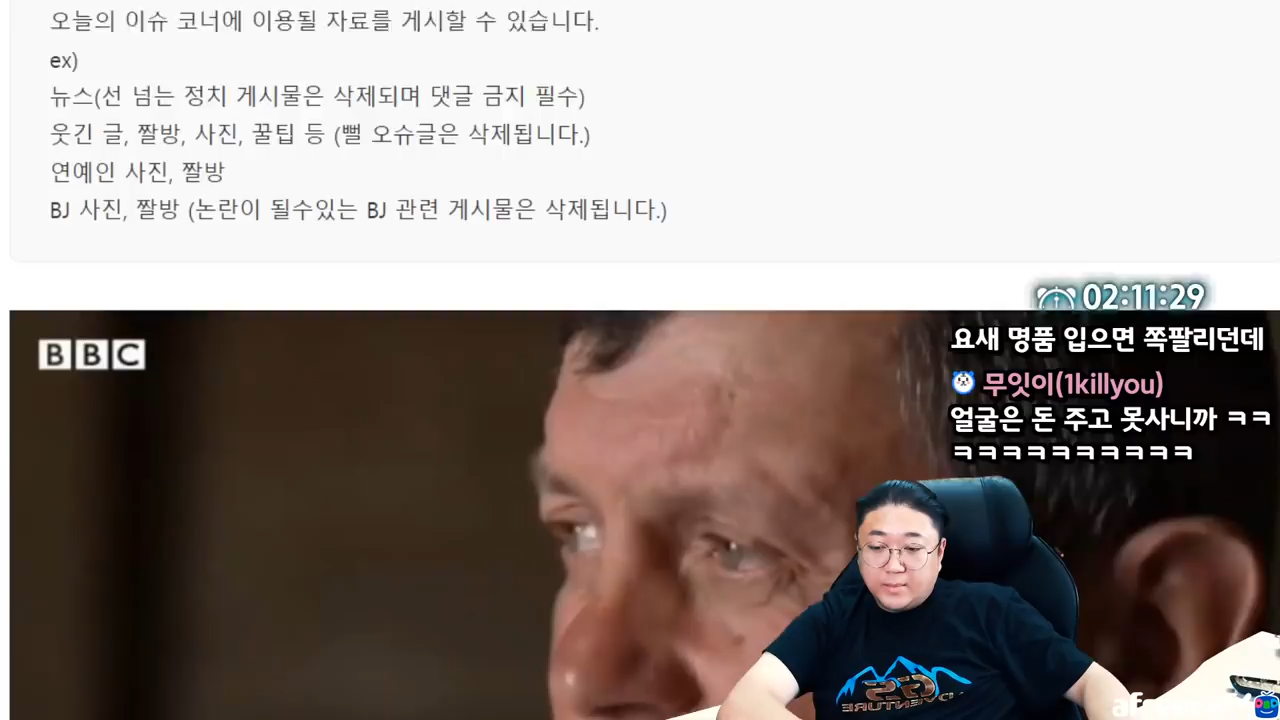 오늘의 이슈 코너에 이용될 자료를 게시할 수 있습니다.
ex)
뉴스(선 넘는 정치 게시물은 삭제되며 댓글 금지 필수)
웃긴 글, 짤방, 사진, 꿀팁 등 (뻘 오슈글은 삭제됩니다.)
연예인 사진, 짤방
BJ 사진, 짤방 (논란이 될수있는 BJ 관련 게시물은 삭제됩니다.)
02:11:29
BBC
요새 명품 입으면 쪽팔리던데
무잇이(1killyou)
얼굴은 돈 주고 못사니까 ㅋㅋ
ㅋㅋㅋㅋㅋㅋㅋㅋㅋㅋ